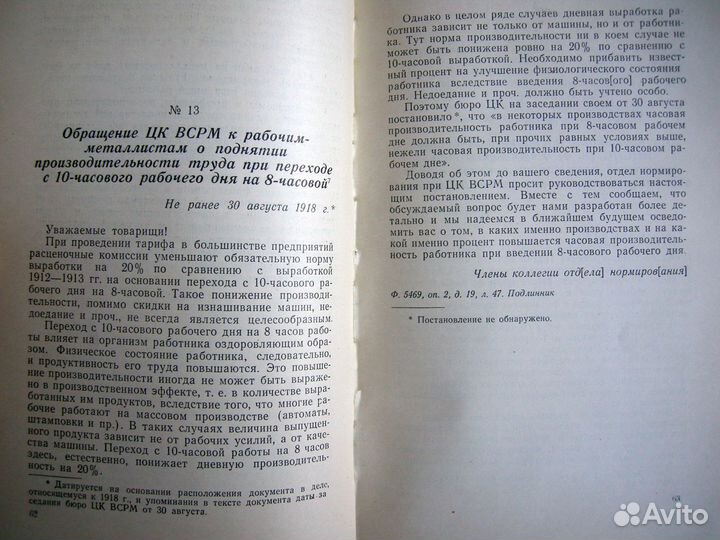 № 13
Обращение ЦК ВСРМ к рабочим-
металлистам о поднятии
производительности труда при переходе
с 10-часового рабочего дня на 8-часовой
Не ранее 30 августа 1918 г.*
Уважаемые товарищи!
При проведении тарифа в большинстве предприятий
расценочные комиссии уменьшают обязательную норму
выработки на 20% по сравнению с выработкой
1912—1913 гг. на основании перехода с 10-часового ра-
бочего дня на 8-часовой. Такое понижение производи-
тельности, помимо скидки на изнашивание машин, не-
доедание и проч., не всегда является целесообразным.
Переход с 10-часового рабочего дня на 8 часов рабо-
ты влияет на организм работника оздоровляющим обра-
зом. Физическое состояние работника, следовательно,
и продуктивность его труда повышаются. Это повыше-
ние производительности иногда не может быть выраже-
но в производственном эффекте, т. е. в количестве выра-
ботанных им продуктов, вследствие того, что многие ра-
бочие работают на массовом производстве (автоматы,
штамповки и пр.). В таких случаях величина выпущен-
ного продукта зависит не от рабочих усилий, а от каче-
ства машины. Переход с 10-часовой работы на 8 часов
здесь, естественно, понижает дневную производитель-
ность на 20%.
* Датируется на основании расположения документа в деле,
относящемуся к 1918 г., и упоминания в тексте документа даты за-
седания бюро ЦК ВСРМ от 30 августа.
62
Однако в целом ряде случаев дневная выработка ра-
ботника зависит не только от машины, но и от работни-
ка. Тут норма производительности ни в коем случае не
может быть понижена ровно на 20% по сравнению с
10-часовой выработкой. Необходимо прибавить извест-
ный процент на улучшение физиологического состояния
работника вследствие введения 8-часов[ого] рабочего
дня. Недоедание и проч. должно быть учтено особо.
Поэтому бюро ЦК на заседании своем от 30 августа
постановило*, что «в некоторых производствах часовая
производительность работника при 8-часовом рабочем
дне должна быть, при прочих равных условиях выше,
нежели часовая производительность при 10-часовом рабо-
чем дне».
Доводя об этом до вашего сведения, отдел нормиро-
вания при ЦК ВСРМ просит руководствоваться настоя-
щим постановлением. Вместе с тем сообщаем, что
обсуждаемый вопрос будет нами разработан более де-
тально и мы надеемся в ближайшем будущем осведо-
мить вас о том, в каких именно производствах и на ка-
кой именно процент повышается часовая производитель-
ность работника при введении 8-часового рабочего дня
Члены коллегии отд[ела] нормиров[ания]
Ф. 5469, оп. 2, д. 19, л. 47. Подлинник
* Постановление не обнаружено.
63
Avito